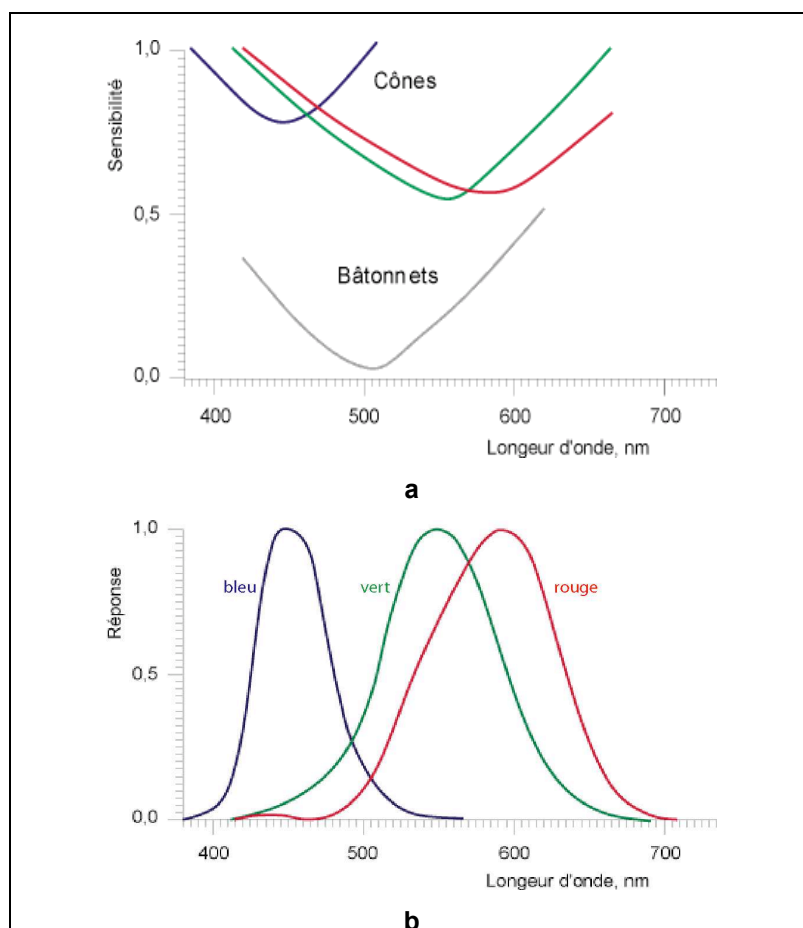 1,0
Cônes
Sensibilité
0,5
Bâtonnets
0,0
400 500 600 700
Longeur d'onde, nm
a
1,0
bleu vert rouge
Réponse
0,5
0,0
400 500 600 700
Longeur d'onde, nm
b